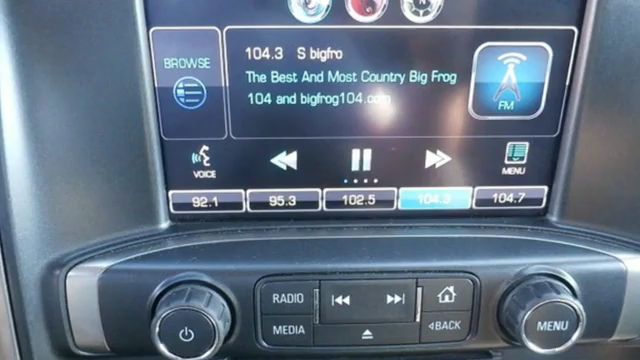 BROWSE
104.3 S bigfro
The Best And Most Country Big Frog
104 and bigfrog104.com
FM
VOICE
MENU
92.1 95.3 102.5 104.3 104.7
RADIO
MEDIA
BACK
MENU